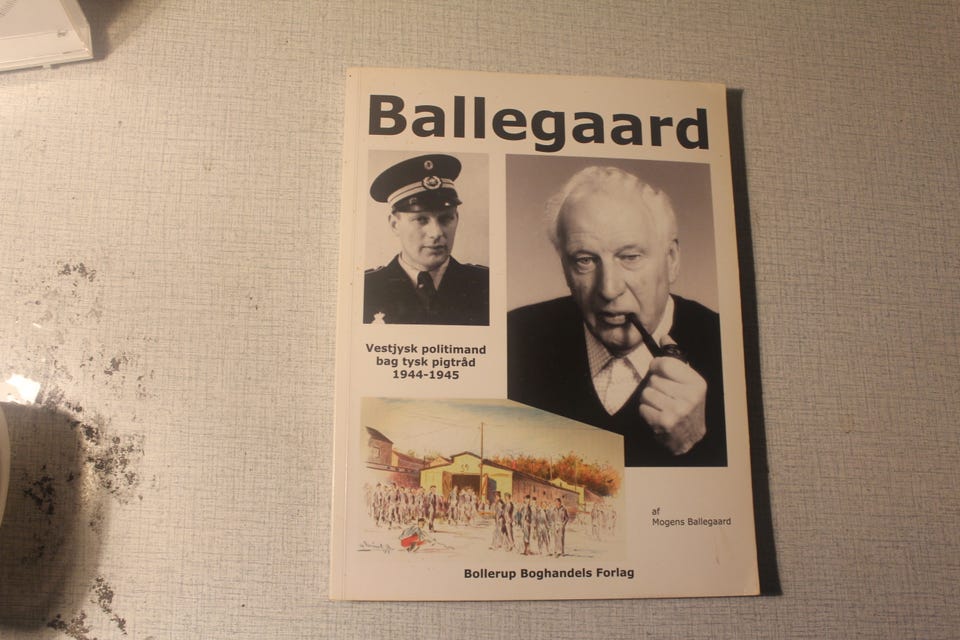 Ballegaard
Vestjysk politimand
bag tysk pigtråd
1944-1945
af
Mogens Ballegaard
Bollerup Boghandels Forlag